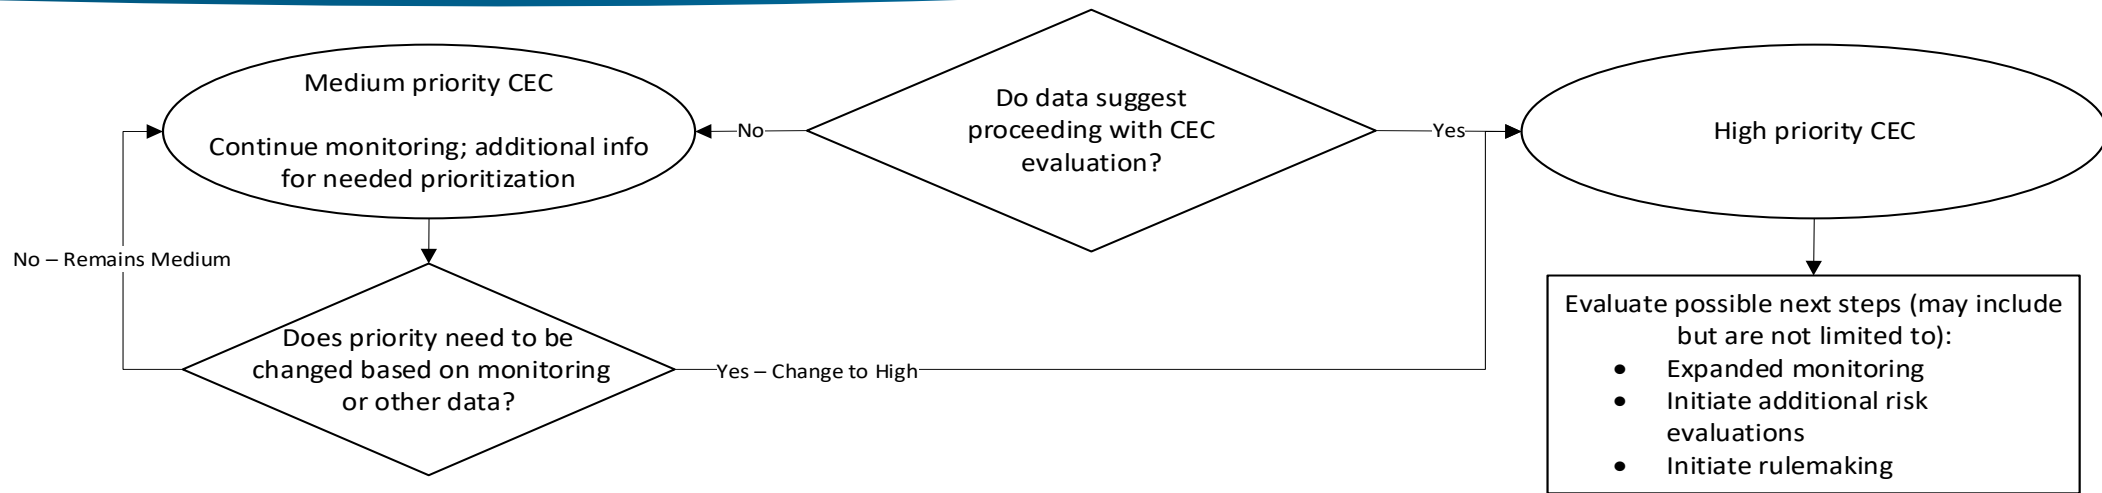 Medium priority CEC
Continue monitoring; additional info
for needed prioritization
No
Do data suggest
proceeding with CEC
evaluation?
Yes
High priority CEC
No – Remains Medium
Does priority need to be
changed based on monitoring
or other data?
Yes – Change to High
Evaluate possible next steps (may include
but are not limited to):
• Expanded monitoring
• Initiate additional risk
evaluations
• Initiate rulemaking